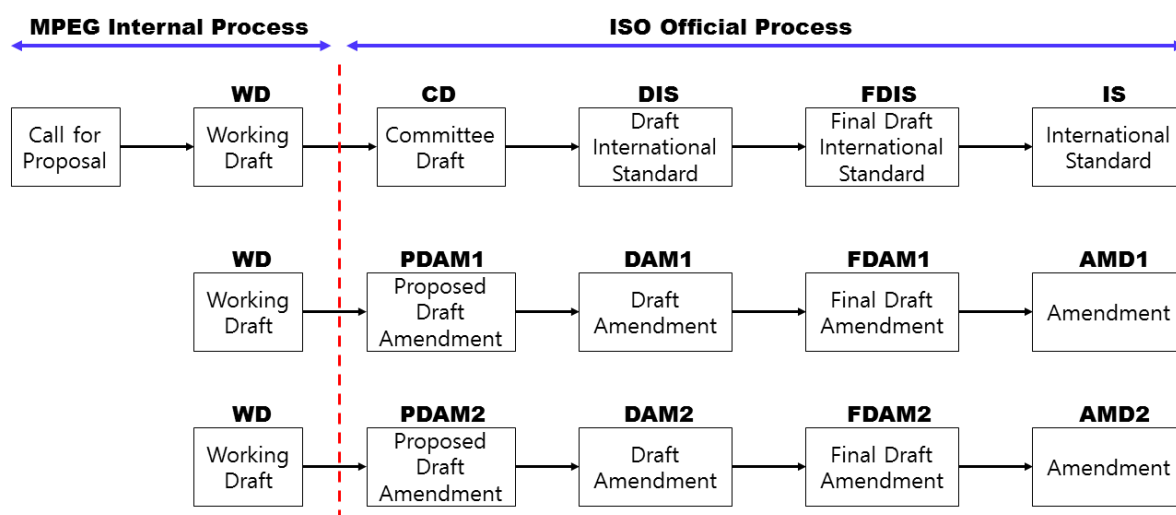 MPEG Internal Process
ISO Official Process
WD
CD
DIS
FDIS
IS
Call for
Proposal
Working
Draft
Committee
Draft
Draft
International
Standard
Final Draft
International
Standard
International
Standard
WD
PDAM1
DAM1
FDAM1
AMD1
Working
Draft
Proposed
Draft
Amendment
Draft
Amendment
Final Draft
Amendment
Amendment
WD
PDAM2
DAM2
FDAM2
AMD2
Working
Draft
Proposed
Draft
Amendment
Draft
Amendment
Final Draft
Amendment
Amendment